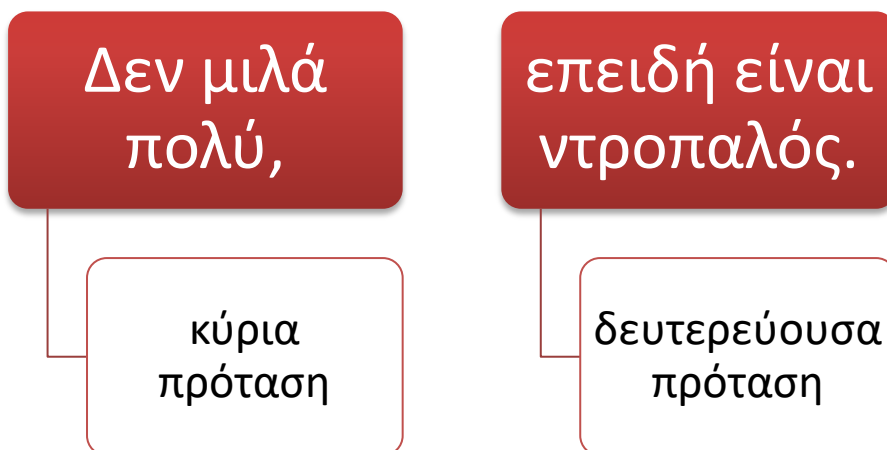 Δεν μιλά
πολύ,
επειδή είναι
ντροπαλός.
κύρια
πρόταση
δευτερεύουσα
πρόταση